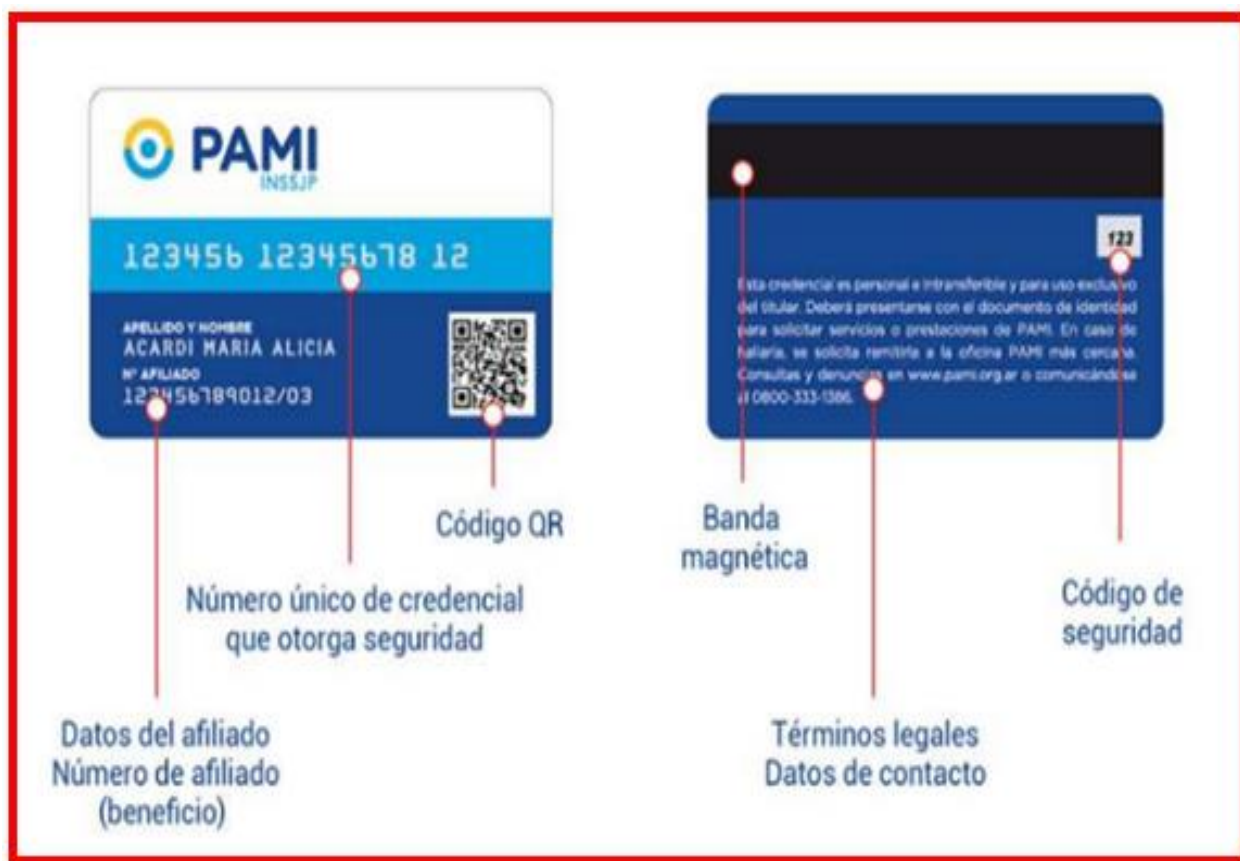 PAMI
INSSJP
123456 12345678 12
APELLIDO Y NOMBRE
ACARDI MARIA ALICIA
Nº AFILIADO
123456789012/03
123
Esta credencial es personal e intransferible y para uso exclusivo
del titular. Deberá presentarse con el documento de identidad
para solicitar servicios o prestaciones de PAMI. En caso de
hallarla, se solicita remitirla a la oficina PAMI más cercana.
Consultas y denuncias en www.pami.org.ar o comunicándose
al 0800-333-1386.
Código QR
Número único de credencial
que otorga seguridad
Datos del afiliado
Número de afiliado
(beneficio)
Banda
magnética
Código de
seguridad
Términos legales
Datos de contacto